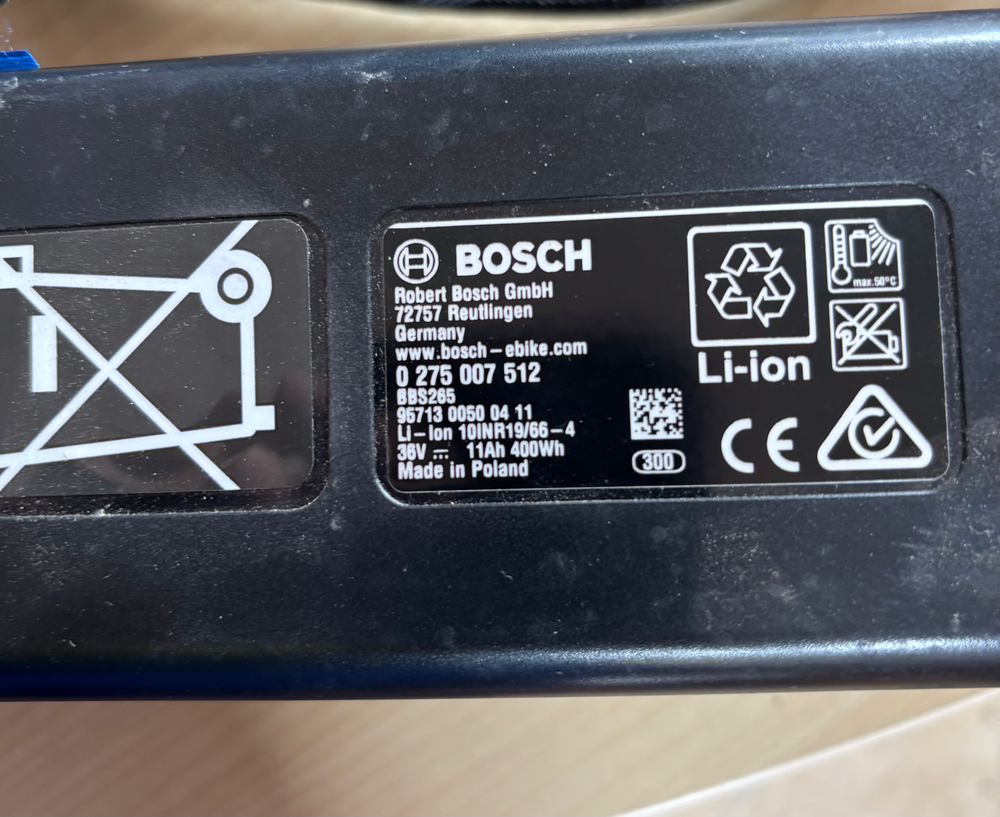 BOSCH
Robert Bosch GmbH
72757 Reutlingen
Germany
www.bosch-ebike.com
0 275 007 512
BBS265
95713 0050 04 11
Li-Ion 10INR19/66-4
36V ⎓ 11Ah 400Wh
Made in Poland
300
Li-ion
max.50°C
CE